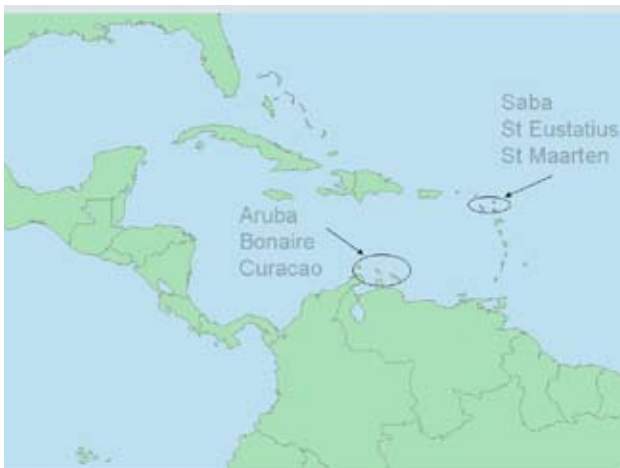 Saba
St Eustatius
St Maarten
Aruba
Bonaire
Curacao